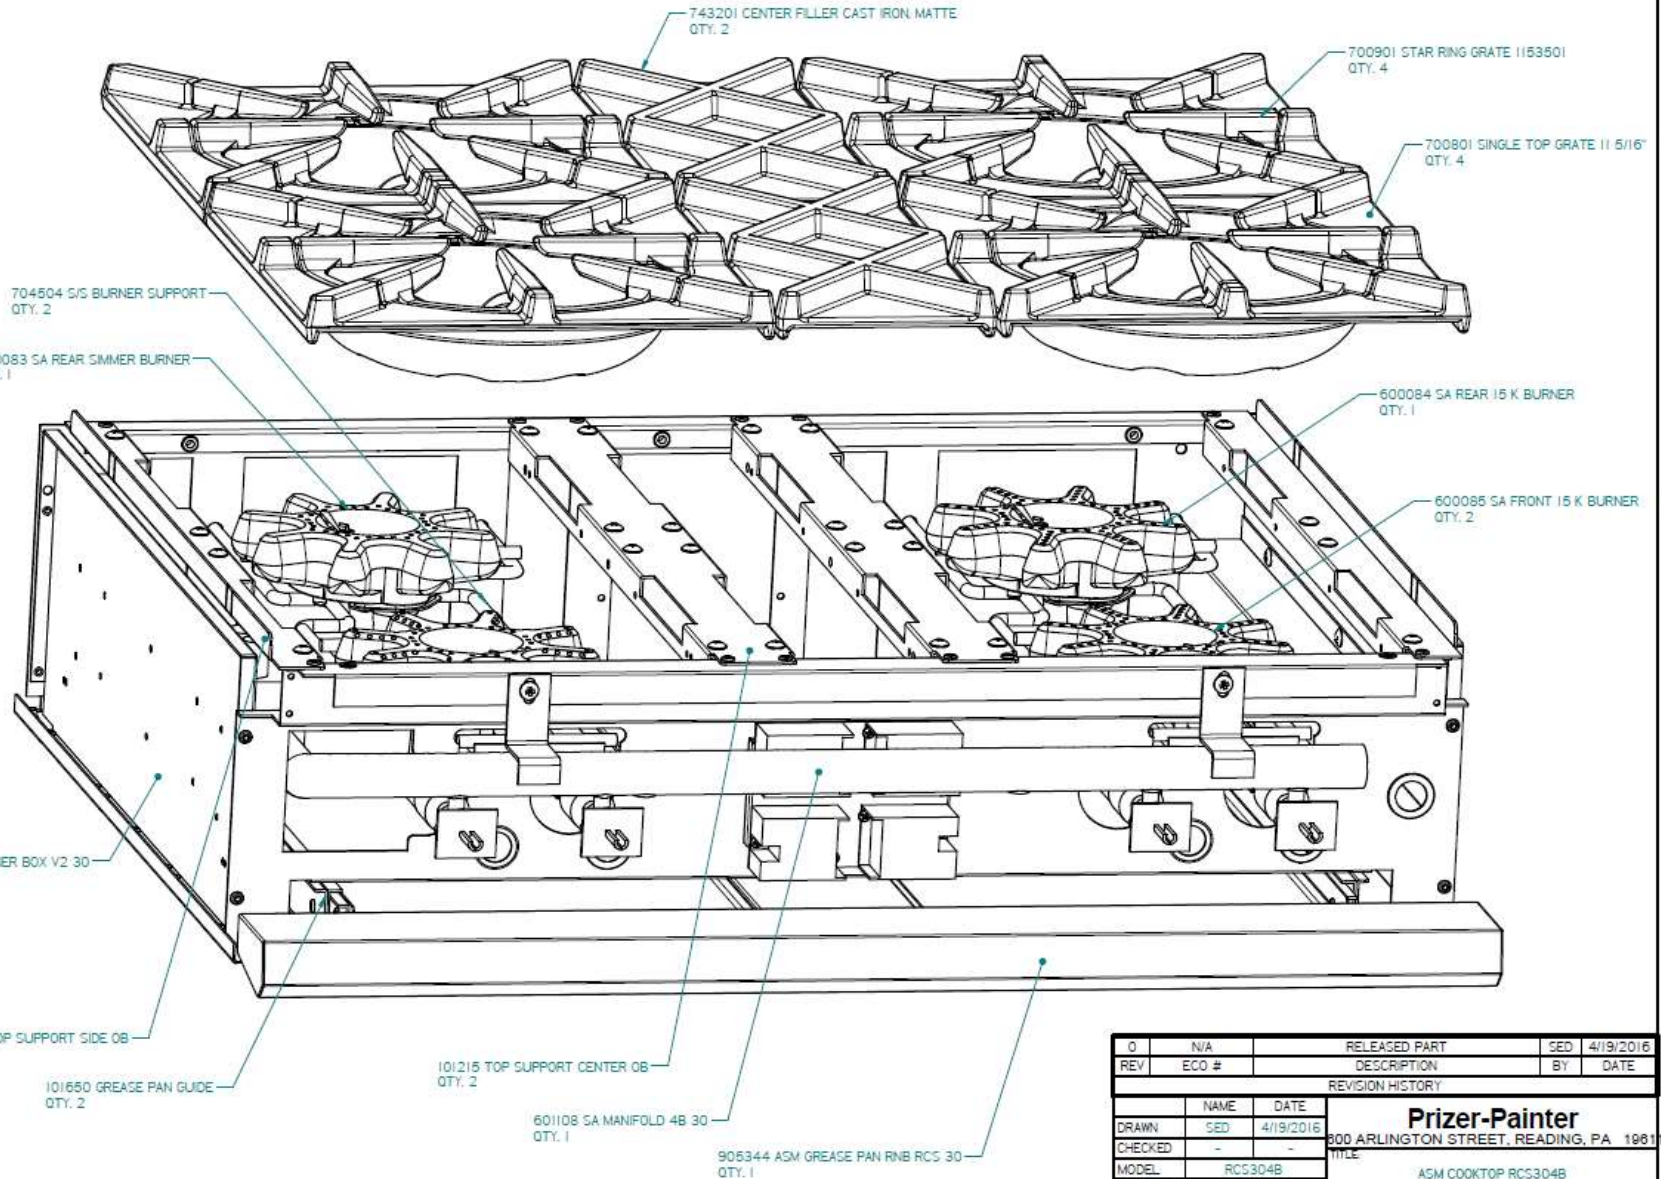 743201 CENTER FILLER CAST IRON, MATTE
QTY. 2
700901 STAR RING GRATE 1153501
QTY. 4
700801 SINGLE TOP GRATE 11 5/16"
QTY. 4
704504 S/S BURNER SUPPORT
QTY. 2
0083 SA REAR SIMMER BURNER
. 1
600084 SA REAR 15 K BURNER
QTY. 1
600085 SA FRONT 15 K BURNER
QTY. 2
ER BOX V2 30
OP SUPPORT SIDE OB
101650 GREASE PAN GUIDE
QTY. 2
101215 TOP SUPPORT CENTER OB
QTY. 2
601108 SA MANIFOLD 4B 30
QTY. 1
905344 ASM GREASE PAN RNB RCS 30
QTY. 1
0 N/A RELEASED PART SED 4/19/2016
REV ECO # DESCRIPTION BY DATE
REVISION HISTORY
NAME DATE
DRAWN SED 4/19/2016
CHECKED - -
MODEL RCS304B
Prizer-Painter
600 ARLINGTON STREET, READING, PA 19611
TITLE
ASM COOKTOP RCS304B